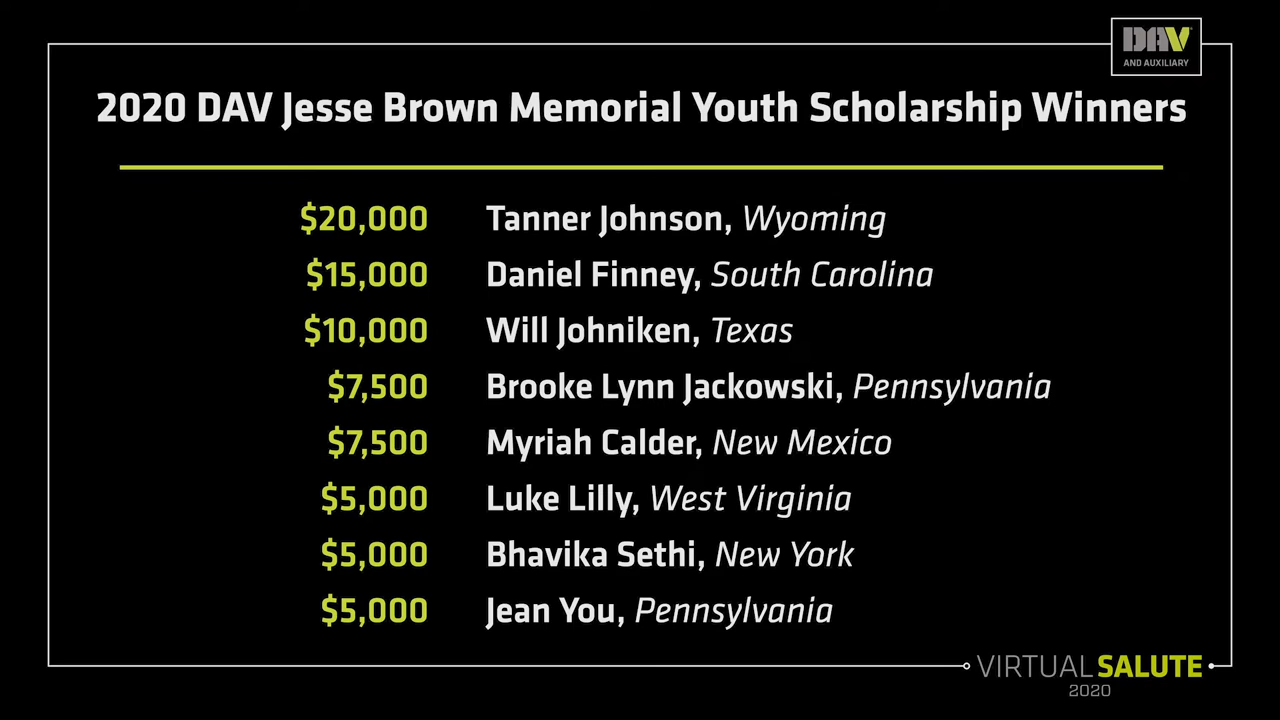 DAV
AND AUXILIARY
2020 DAV Jesse Brown Memorial Youth Scholarship Winners
$20,000 Tanner Johnson, Wyoming
$15,000 Daniel Finney, South Carolina
$10,000 Will Johniken, Texas
$7,500 Brooke Lynn Jackowski, Pennsylvania
$7,500 Myriah Calder, New Mexico
$5,000 Luke Lilly, West Virginia
$5,000 Bhavika Sethi, New York
$5,000 Jean You, Pennsylvania
VIRTUAL SALUTE
2020